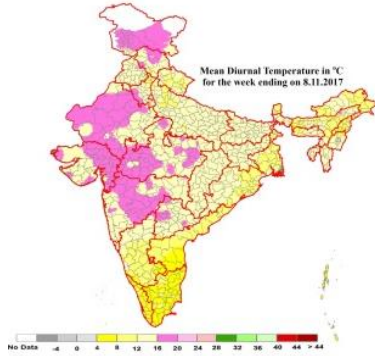 Mean Diurnal Temperature in °C
for the week ending on 8.11.2017
No Data -4 0 4 8 12 16 20 24 28 32 36 40 44 > 44